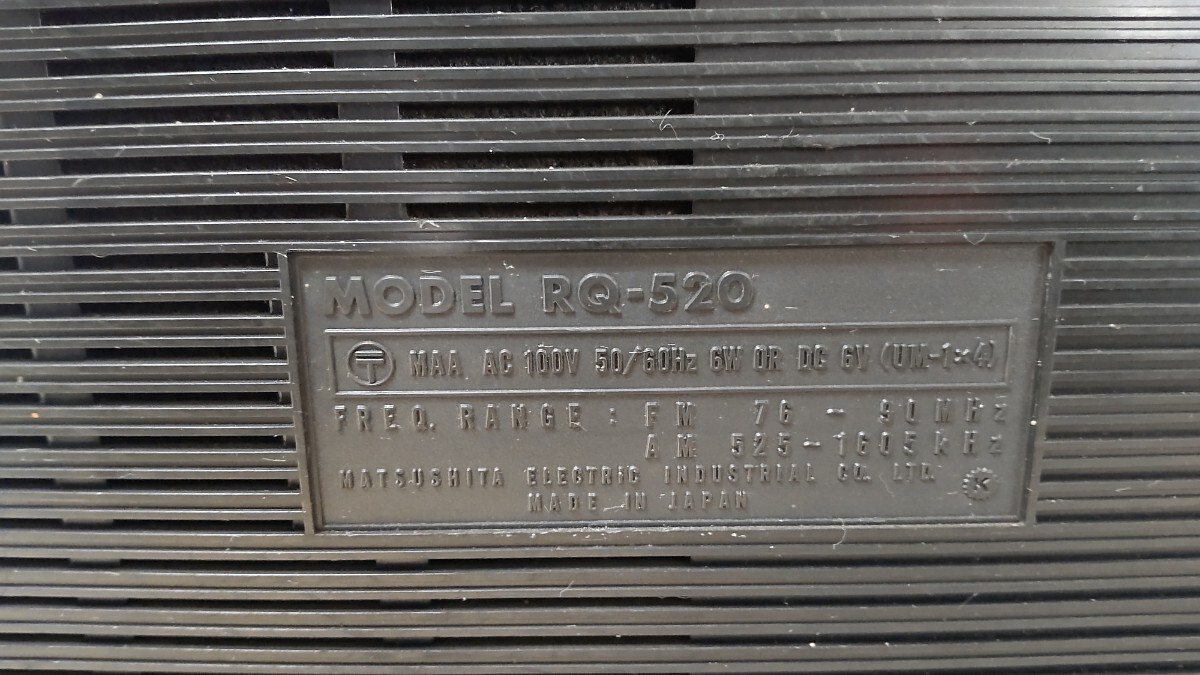 MODEL RQ-520
T MAA AC 100V 50/60Hz 6W OR DC 6V (UM-1×4)
FREQ. RANGE : FM 76 - 90MHz
AM 525-1605kHz
MATSUSHITA ELECTRIC INDUSTRIAL CO. LTD.
K
MADE IN JAPAN